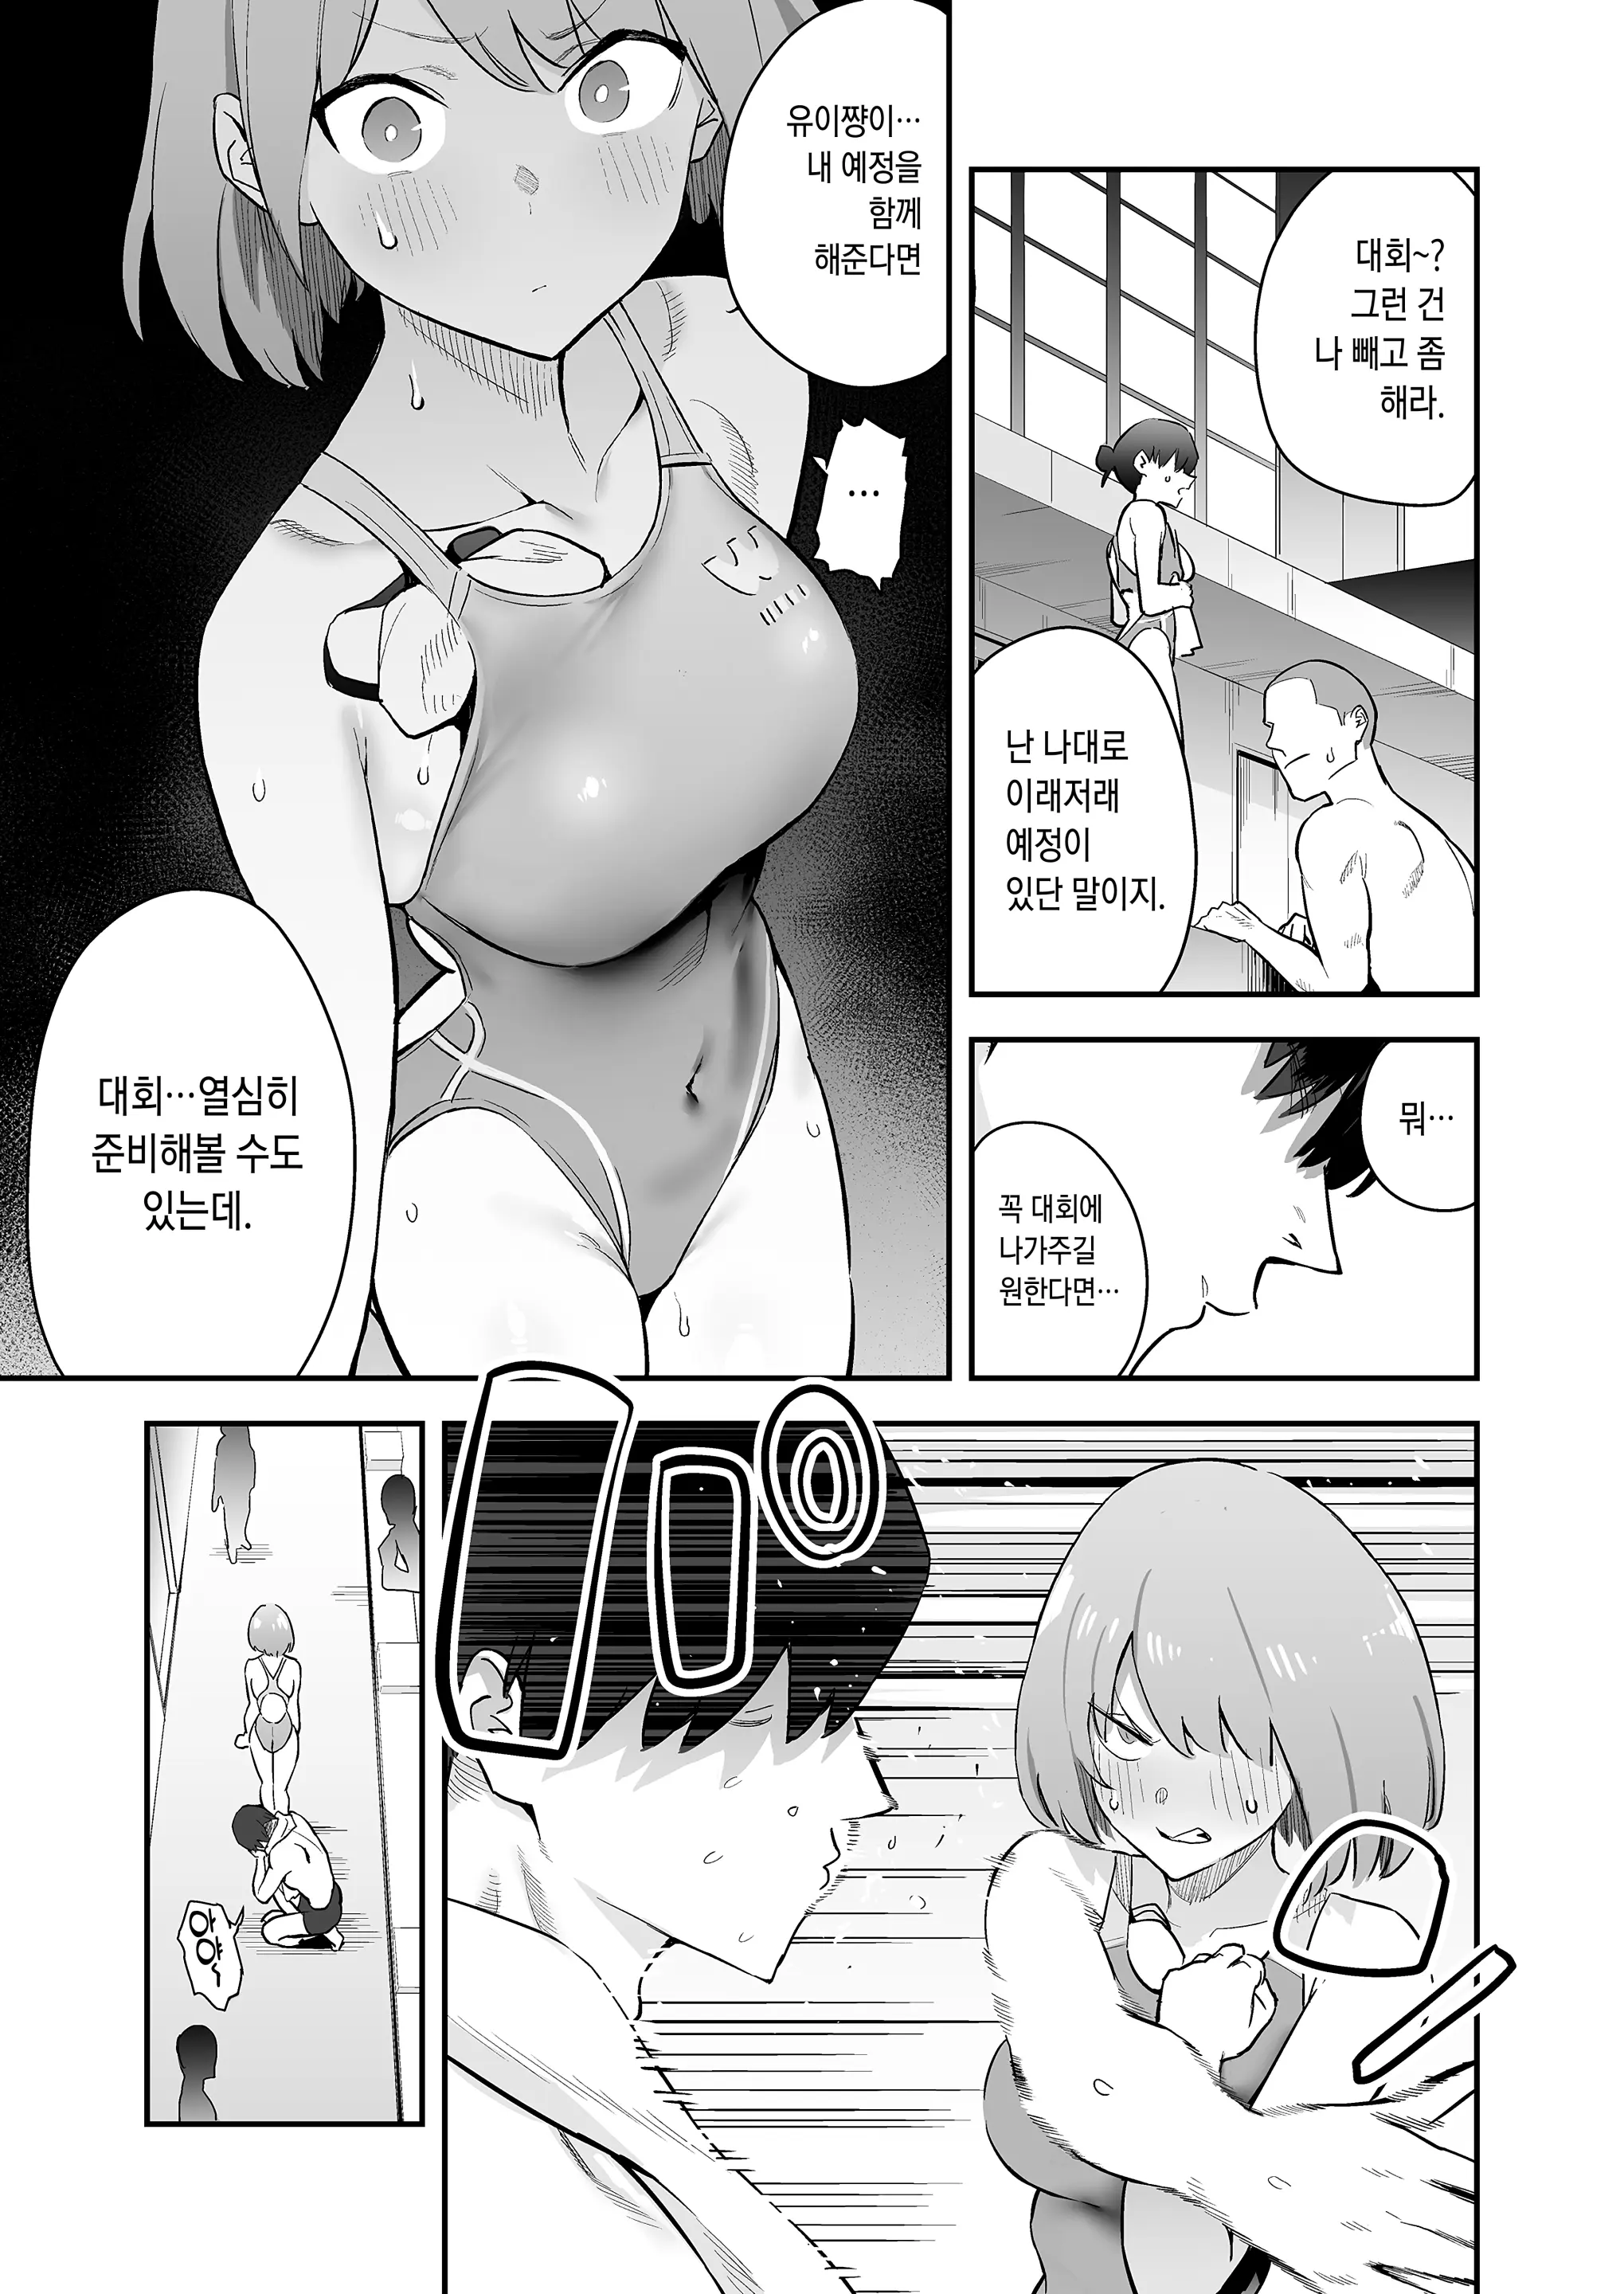 대회~?
그런 건
나 빼고 좀
해라.
난 나대로
이래저래
예정이
있단 말이지.
뭐…
꼭 대회에
나가주길
원한다면…
유이쨩이…
내 예정을
함께
해준다면
…
대회…열심히
준비해볼 수도
있는데.
아야~